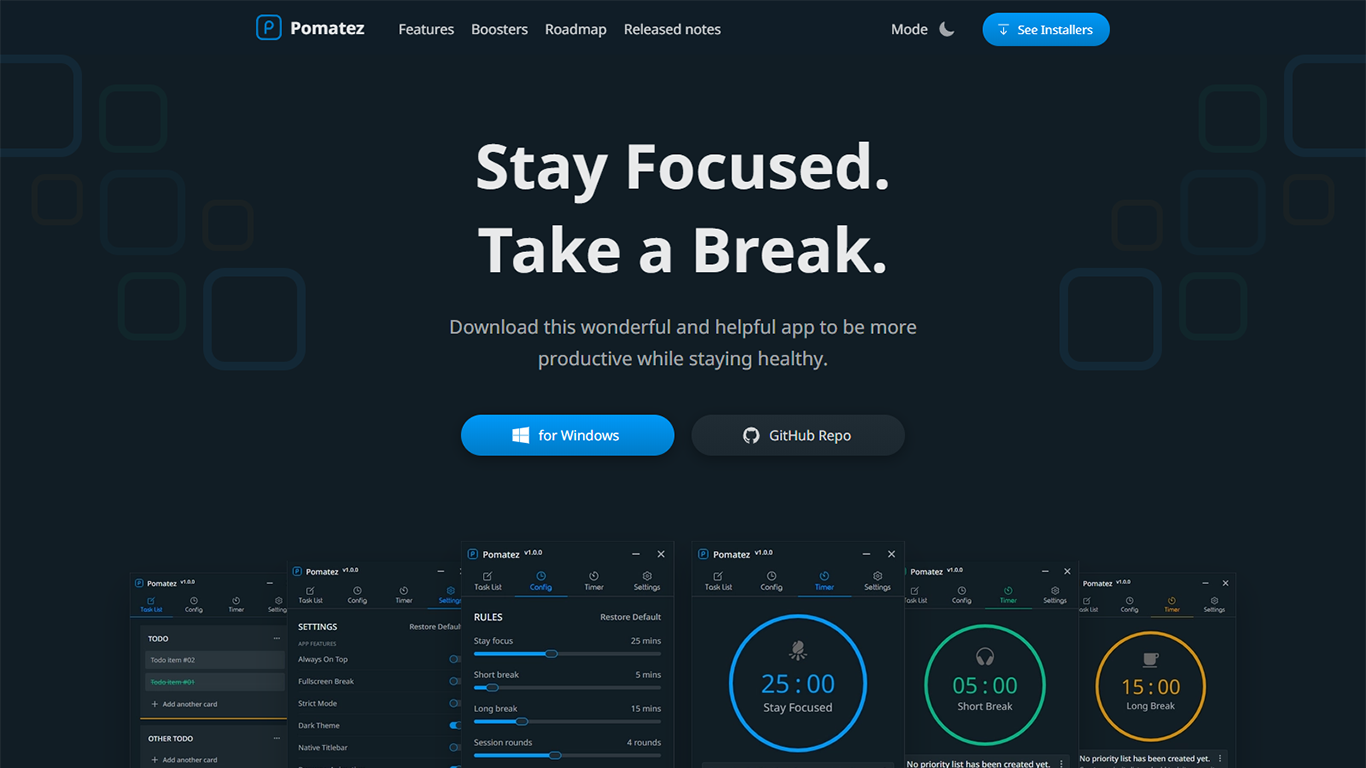 Pomatez
Features Boosters Roadmap Released notes
Mode
See Installers
Stay Focused.
Take a Break.
Download this wonderful and helpful app to be more
productive while staying healthy.
for Windows
GitHub Repo
Pomatez v1.0.0
Task List Config Timer Setting
TODO
Todo item #02
Todo item #01
Add another card
OTHER TODO
Add another card
Pomatez v1.0.0
Task List Config Timer Settings
SETTINGS Restore Defaul
APP FEATURES
Always On Top
Fullscreen Break
Strict Mode
Dark Theme
Native Titlebar
Pomatez v1.0.0
Task List Config Timer Settings
RULES Restore Default
Stay focus 25 mins
Short break 5 mins
Long break 15 mins
Session rounds 4 rounds
Pomatez v1.0.0
Task List Config Timer Settings
25 : 00
Stay Focused
Pomatez v1.0.0
ask List Config Timer Settings
05 : 00
Short Break
No priority list has been created yet.
Pomatez v1.0.0
ask List Config Timer Settings
15 : 00
Long Break
No priority list has been created yet.